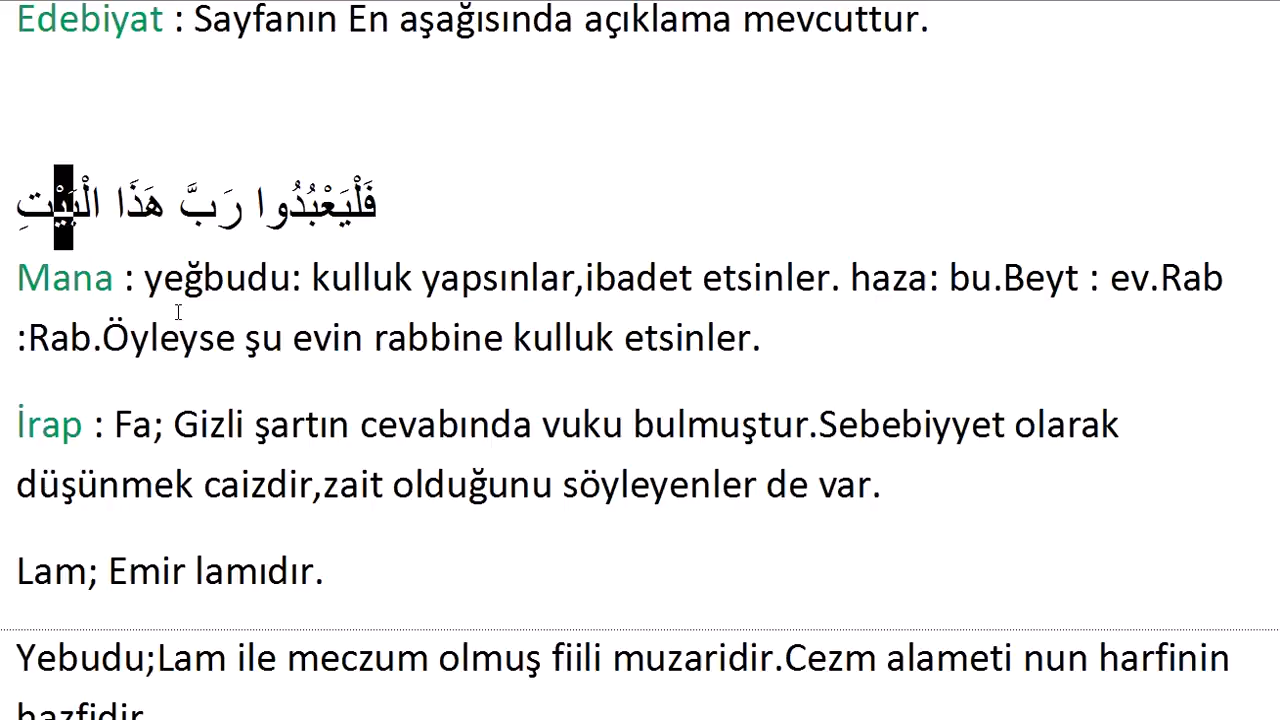 Edebiyat : Sayfanın En aşağısında açıklama mevcuttur.
فَلْيَعْبُدُوا رَبَّ هَذَا الْبَيْتِ
Mana : yeğbudu: kulluk yapsınlar,ibadet etsinler. haza: bu.Beyt : ev.Rab
:Rab.Öyleyse şu evin rabbine kulluk etsinler.
İrap : Fa; Gizli şartın cevabında vuku bulmuştur.Sebebiyyet olarak
düşünmek caizdir,zait olduğunu söyleyenler de var.
Lam; Emir lamıdır.
Yebudu;Lam ile meczum olmuş fiili muzaridir.Cezm alameti nun harfinin
hazfidir